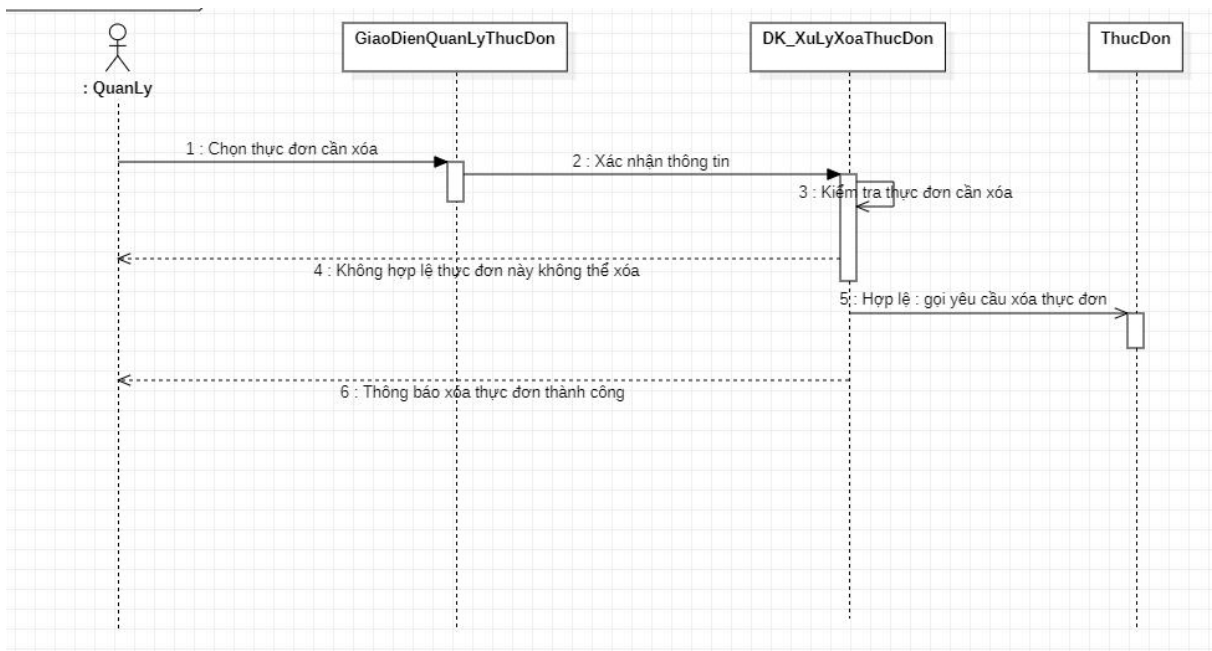 GiaoDienQuanLyThucDon
DK_XuLyXoaThucDon
ThucDon
: QuanLy
1 : Chọn thực đơn cần xóa
2 : Xác nhận thông tin
3 : Kiểm tra thực đơn cần xóa
4 : Không hợp lệ thực đơn này không thể xóa
5 : Hợp lệ : gọi yêu cầu xóa thực đơn
6 : Thông báo xóa thực đơn thành công